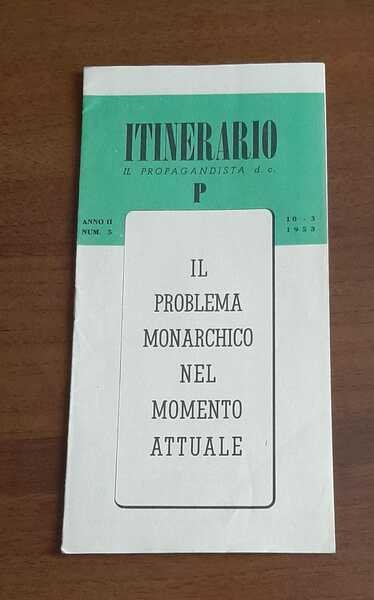 ITINERARIO
IL PROPAGANDISTA d. c.
P
ANNO II
NUM. 5
10 - 3
1953
IL
PROBLEMA
MONARCHICO
NEL
MOMENTO
ATTUALE